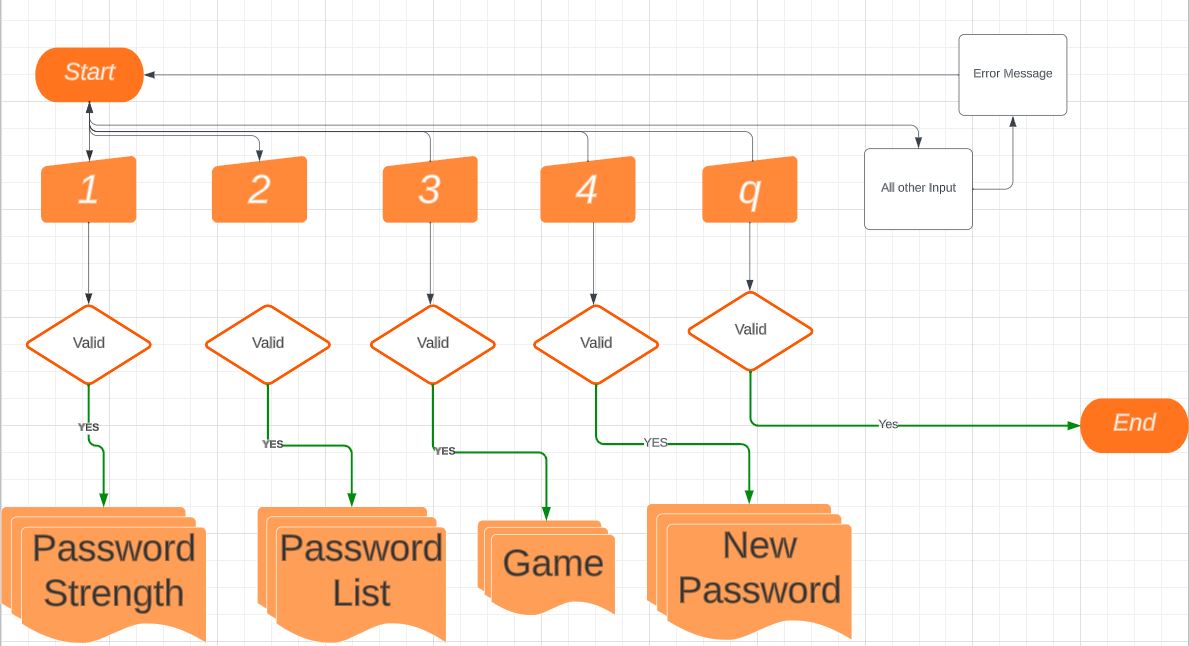 Start
Error Message
1
2
3
4
q
All other Input
Valid
Valid
Valid
Valid
Valid
YES
YES
YES
YES
Yes
End
Password
Strength
Password
List
Game
New
Password